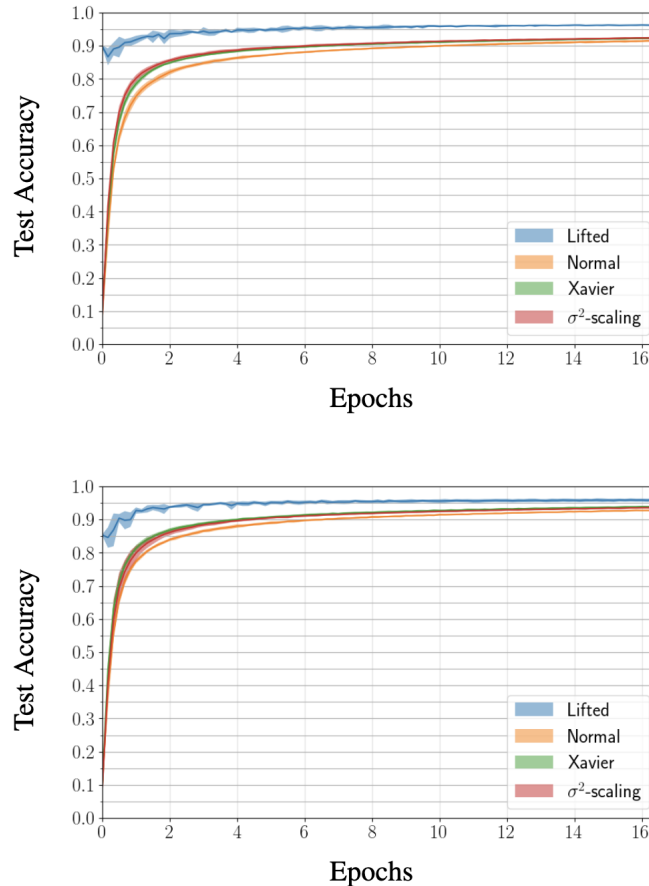 1.0
0.9
0.8
0.7
0.6
0.5
0.4
0.3
0.2
0.1
0.0
Test Accuracy
Lifted
Normal
Xavier
σ²-scaling
0 2 4 6 8 10 12 14 16
Epochs
1.0
0.9
0.8
0.7
0.6
0.5
0.4
0.3
0.2
0.1
0.0
Test Accuracy
Lifted
Normal
Xavier
σ²-scaling
0 2 4 6 8 10 12 14 16
Epochs